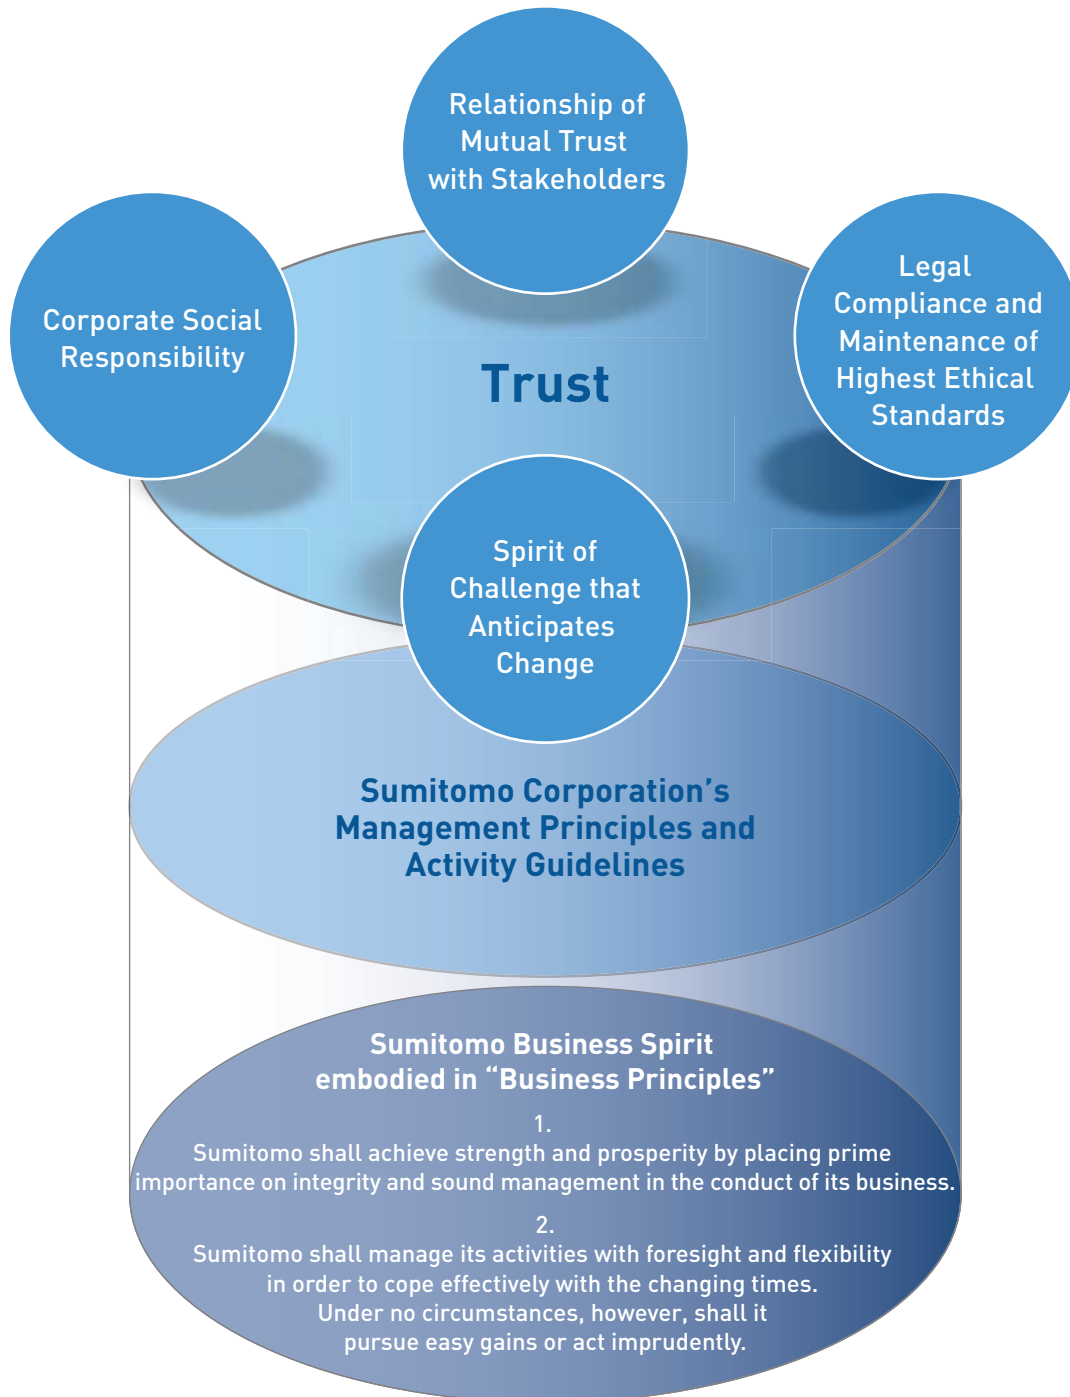 Relationship of
Mutual Trust
with Stakeholders
Corporate Social
Responsibility
Legal
Compliance and
Maintenance of
Highest Ethical
Standards
Trust
Spirit of
Challenge that
Anticipates
Change
Sumitomo Corporation’s
Management Principles and
Activity Guidelines
Sumitomo Business Spirit
embodied in “Business Principles”
1.
Sumitomo shall achieve strength and prosperity by placing prime
importance on integrity and sound management in the conduct of its business.
2.
Sumitomo shall manage its activities with foresight and flexibility
in order to cope effectively with the changing times.
Under no circumstances, however, shall it
pursue easy gains or act imprudently.